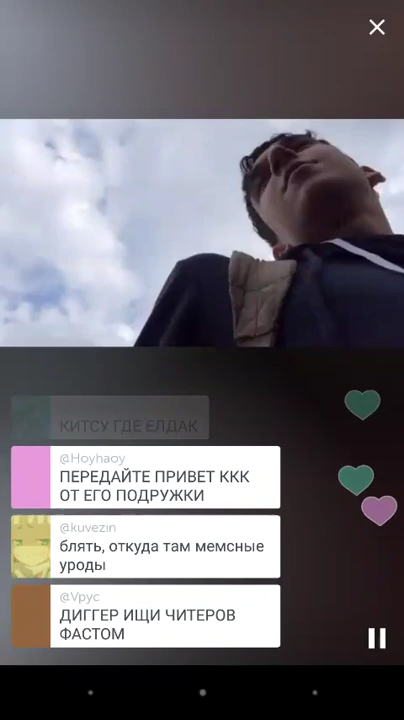 КИТСУ ГДЕ ЕЛДАК
@Hoyhaoy
ПЕРЕДАЙТЕ ПРИВЕТ ККК
ОТ ЕГО ПОДРУЖКИ
@kuvezin
блять, откуда там мемсные
уроды
@Vpyc
ДИГГЕР ИЩИ ЧИТЕРОВ
ФАСТОМ